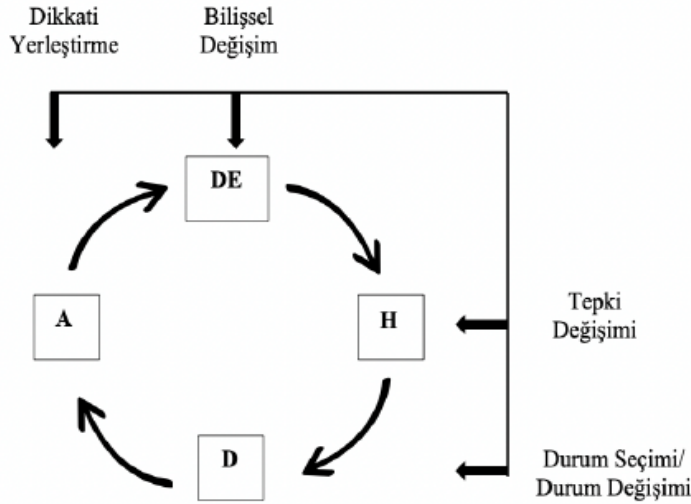 Dikkati
Yerleştirme
Bilişsel
Değişim
DE
A
H
Tepki
Değişimi
D
Durum Seçimi/
Durum Değişimi